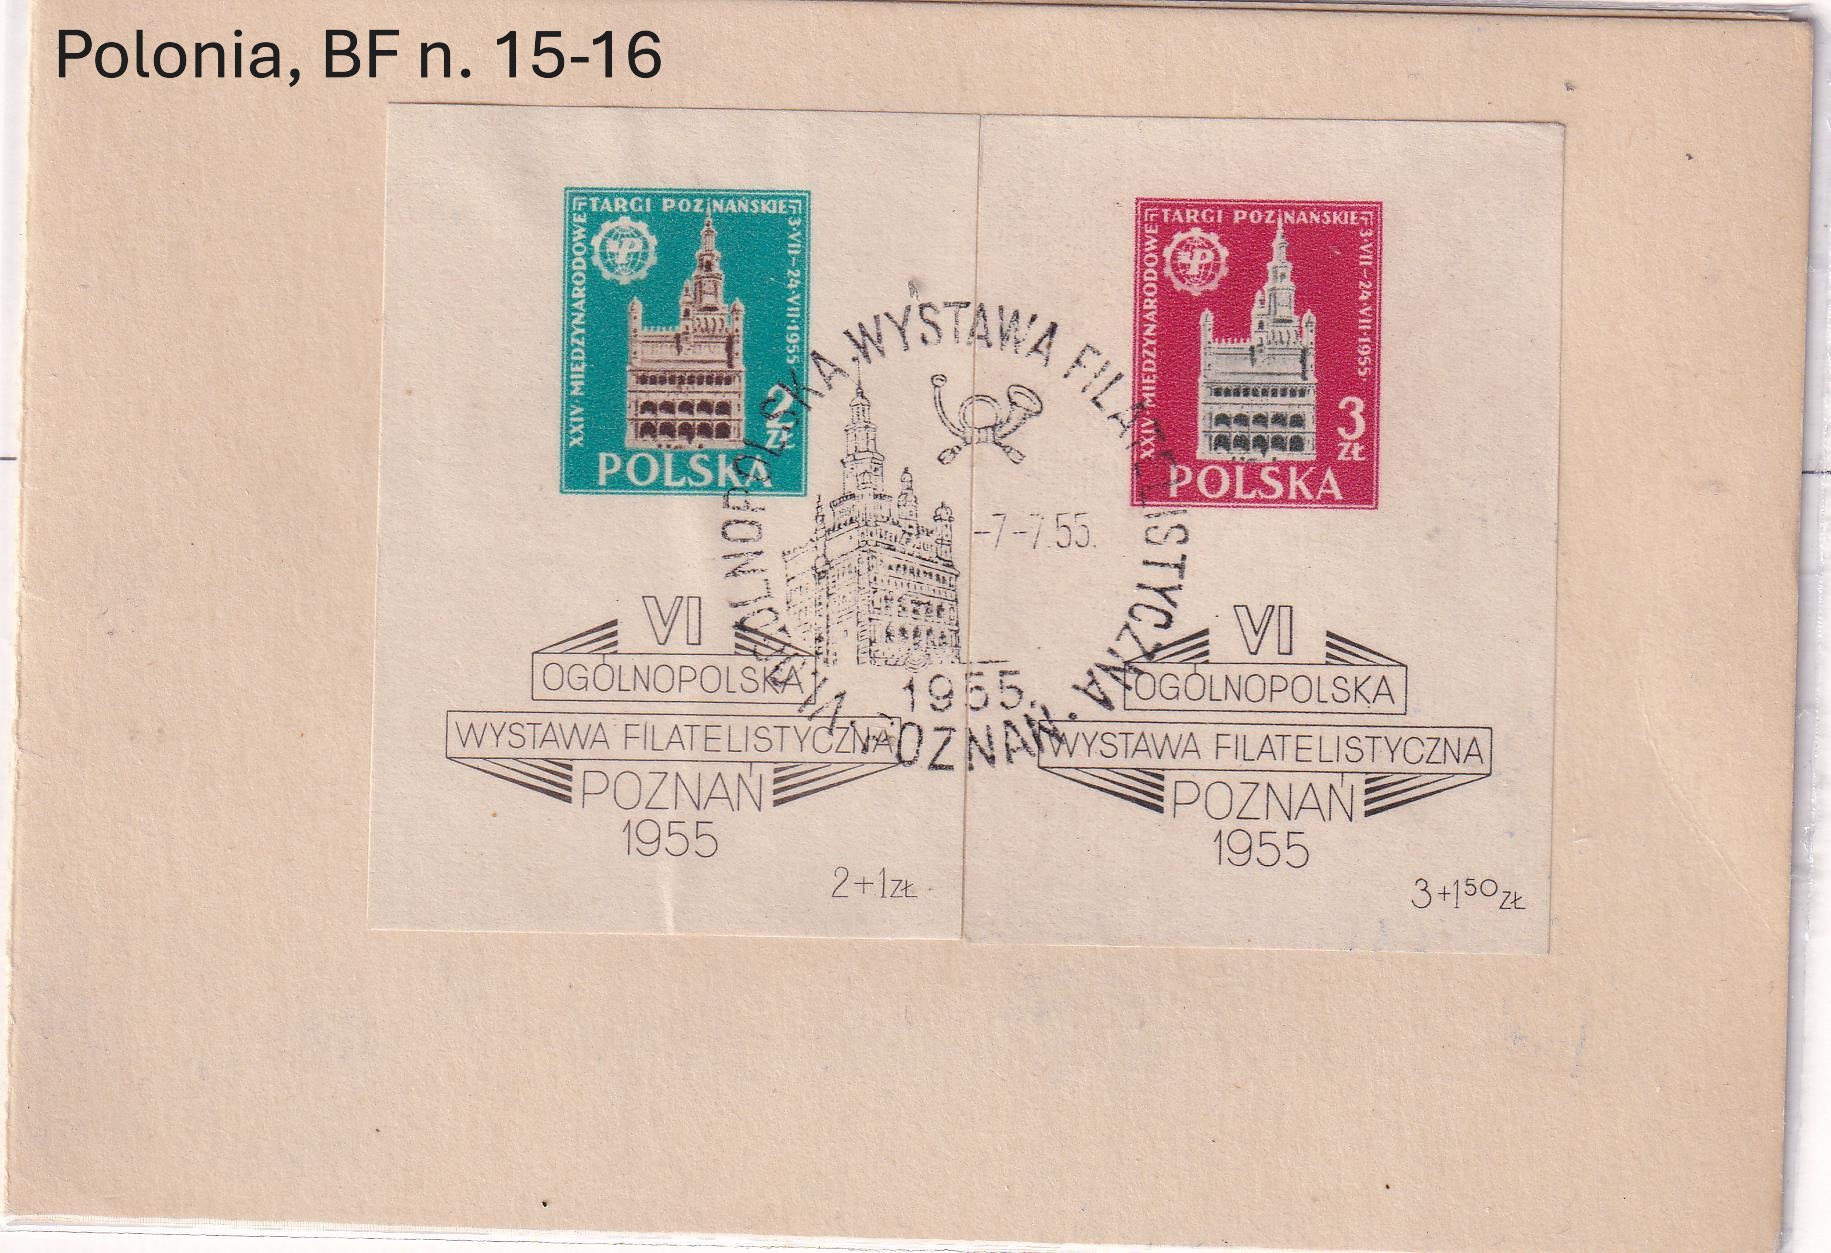 Polonia, BF n. 15-16
XXIV MIĘDZYNARODOWE TARGI POZNAŃSKIE 3·VII–24·VII·1955
P
2
ZŁ
POLSKA
XXIV MIĘDZYNARODOWE TARGI POZNAŃSKIE 3·VII–24·VII·1955
P
3
ZŁ
POLSKA
VI OGÓLNOPOLSKA WYSTAWA FILATELISTYCZNA. POZNAŃ.
-7-7.55.
1955.
VI
OGÓLNOPOLSKA
WYSTAWA FILATELISTYCZNA
POZNAŃ
1955
2+1ZŁ
VI
OGÓLNOPOLSKA
WYSTAWA FILATELISTYCZNA
POZNAŃ
1955
3+150 ZŁ